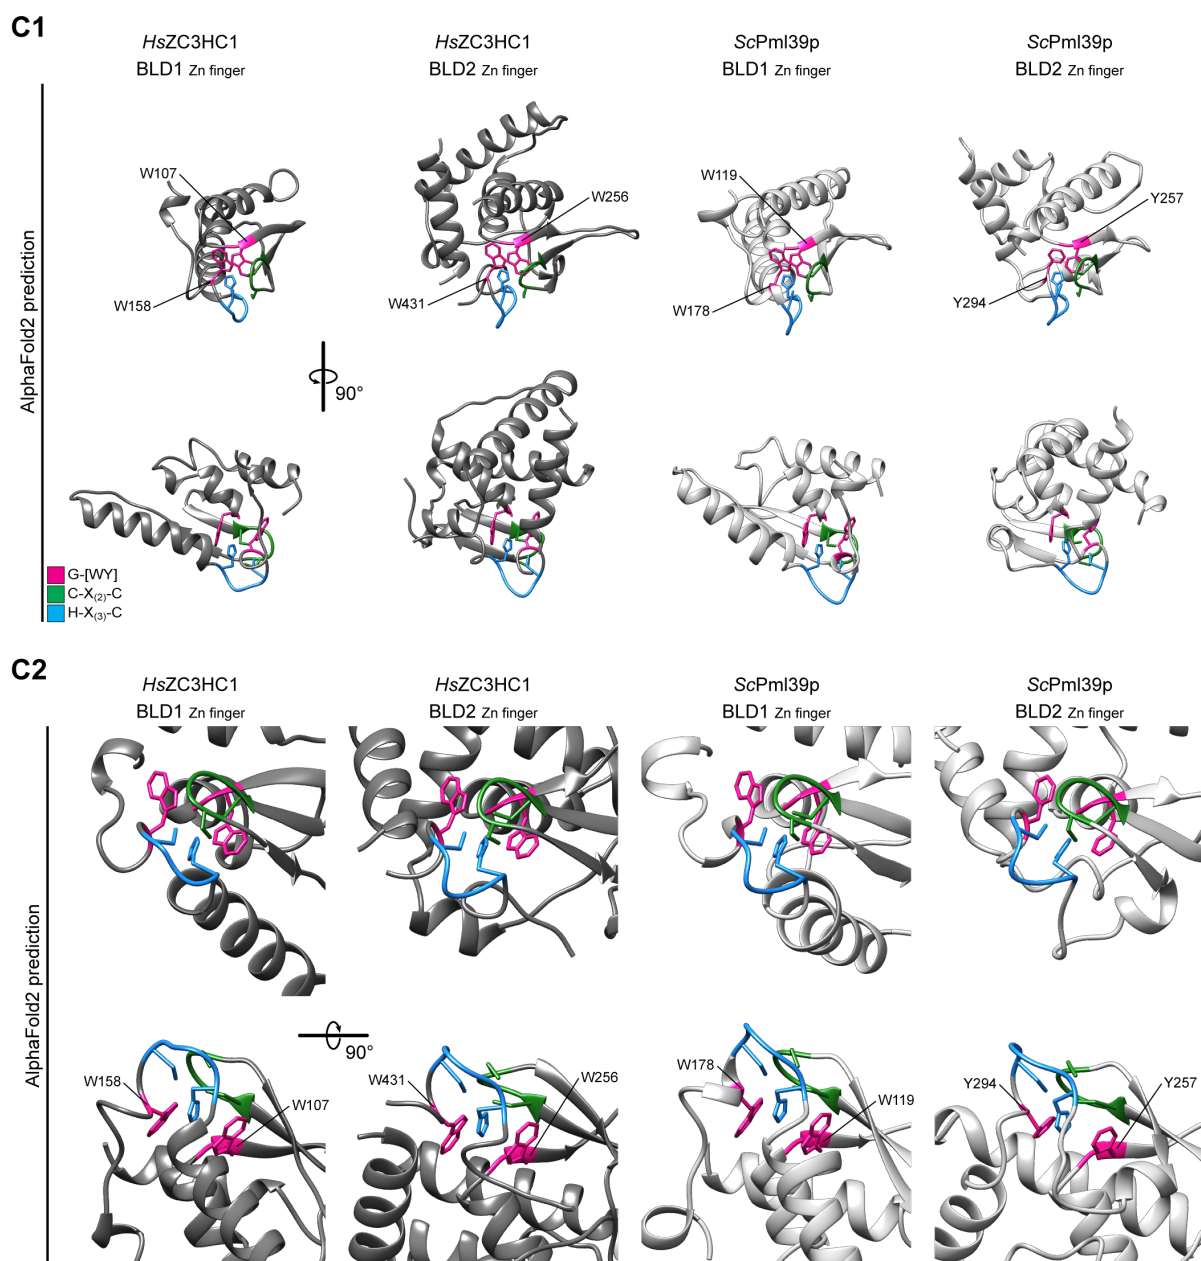 C1
HsZC3HC1
BLD1 Zn finger
HsZC3HC1
BLD2 Zn finger
ScPml39p
BLD1 Zn finger
ScPml39p
BLD2 Zn finger
AlphaFold2 prediction
W107
W158
W256
W431
W119
W178
Y257
Y294
90°
G-[WY]
C-X(2)-C
H-X(3)-C
C2
HsZC3HC1
BLD1 Zn finger
HsZC3HC1
BLD2 Zn finger
ScPml39p
BLD1 Zn finger
ScPml39p
BLD2 Zn finger
AlphaFold2 prediction
90°
W158
W107
W431
W256
W178
W119
Y294
Y257